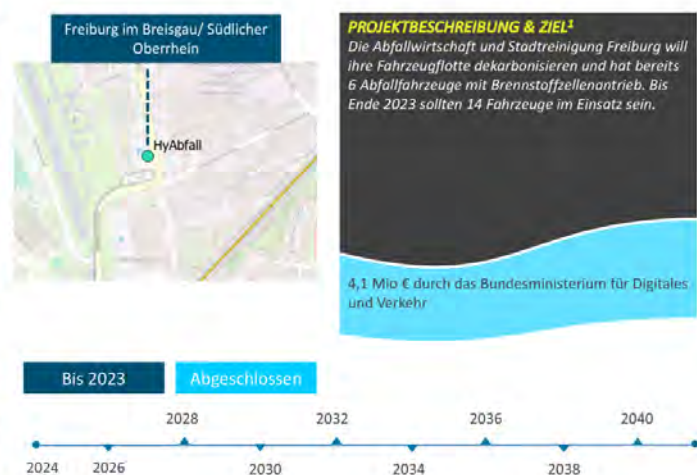 Freiburg im Breisgau/ Südlicher
Oberrhein
HyAbfall
PROJEKTBESCHREIBUNG & ZIEL¹
Die Abfallwirtschaft und Stadtreinigung Freiburg will
ihre Fahrzeugflotte dekarbonisieren und hat bereits
6 Abfallfahrzeuge mit Brennstoffzellenantrieb. Bis
Ende 2023 sollten 14 Fahrzeuge im Einsatz sein.
4,1 Mio € durch das Bundesministerium für Digitales
und Verkehr
Bis 2023
Abgeschlossen
2028 2032 2036 2040
2024 2026 2030 2034 2038